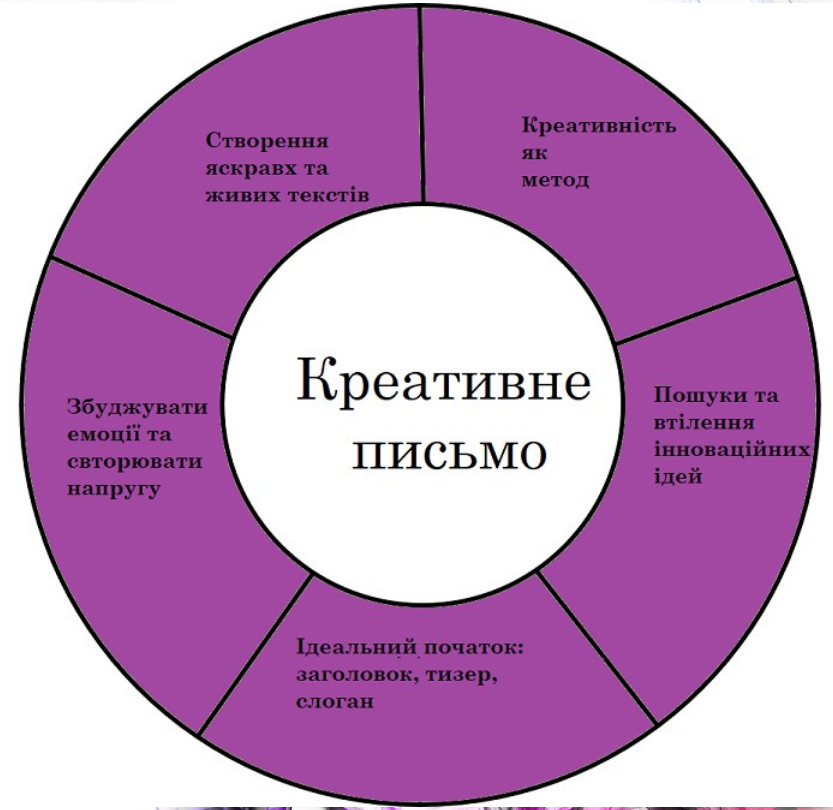 Креативне
письмо
Креативність
як
метод
Пошуки та
втілення
інноваційних
ідей
Ідеальний початок:
заголовок, тизер,
слоган
Збуджувати
емоції та
свторювати
напругу
Створення
яскравх та
живих текстів